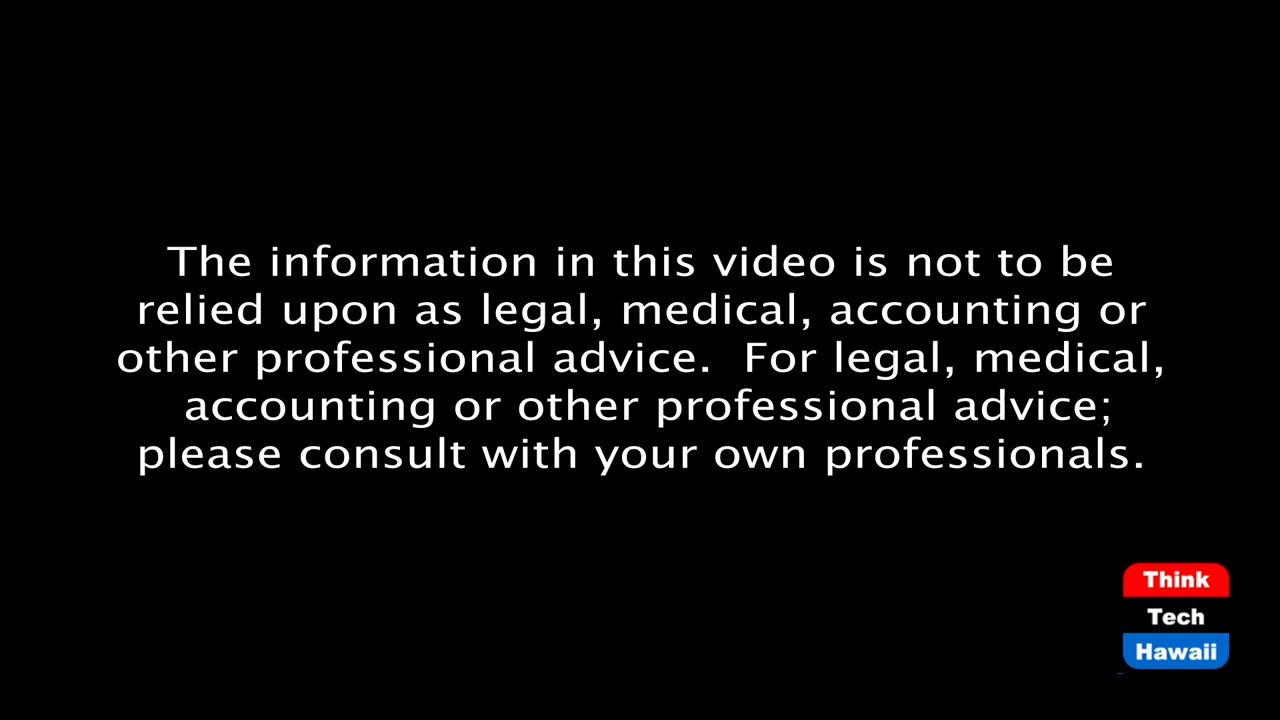 The information in this video is not to be
relied upon as legal, medical, accounting or
other professional advice.  For legal, medical,
accounting or other professional advice;
please consult with your own professionals.
Think
Tech
Hawaii